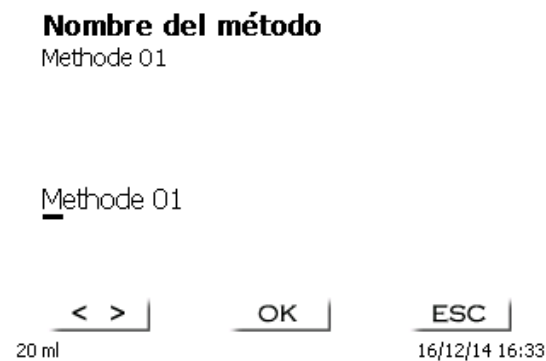 Nombre del método
Methode 01
Methode 01
< > OK ESC
20 ml 16/12/14 16:33